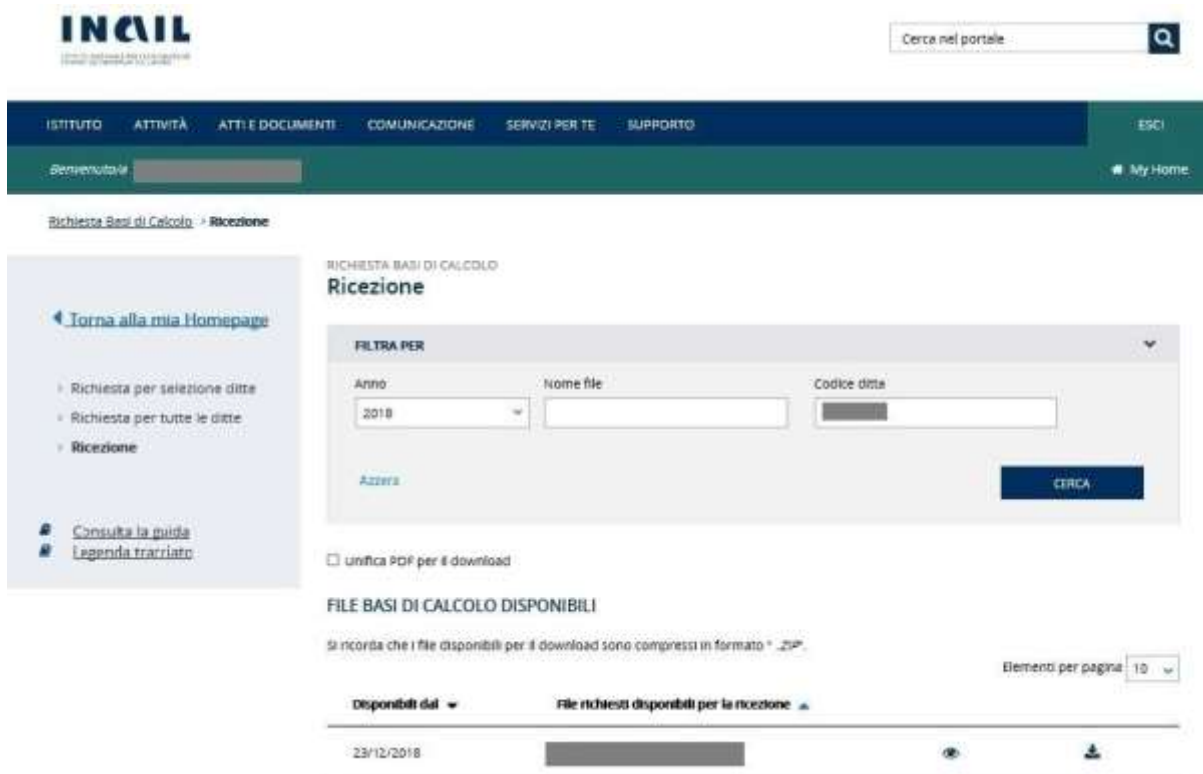 INAIL
Cerca nel portale
ISTITUTO ATTIVITÀ ATTI E DOCUMENTI COMUNICAZIONE SERVIZI PER TE SUPPORTO ESCI
Benvenuto/a My Home
Richiesta Basi di Calcolo > Ricezione
RICHIESTA BASI DI CALCOLO
Ricezione
Torna alla mia Homepage
Richiesta per selezione ditte
Richiesta per tutte le ditte
Ricezione
Consulta la guida
Legenda tracciato
FILTRA PER
Anno Nome file Codice ditta
2018
Azzera CERCA
Unifica PDF per il download
FILE BASI DI CALCOLO DISPONIBILI
Si ricorda che i file disponibili per il download sono compressi in formato * .ZIP.
Elementi per pagina 10
Disponibili dal File richiesti disponibili per la ricezione
23/12/2018